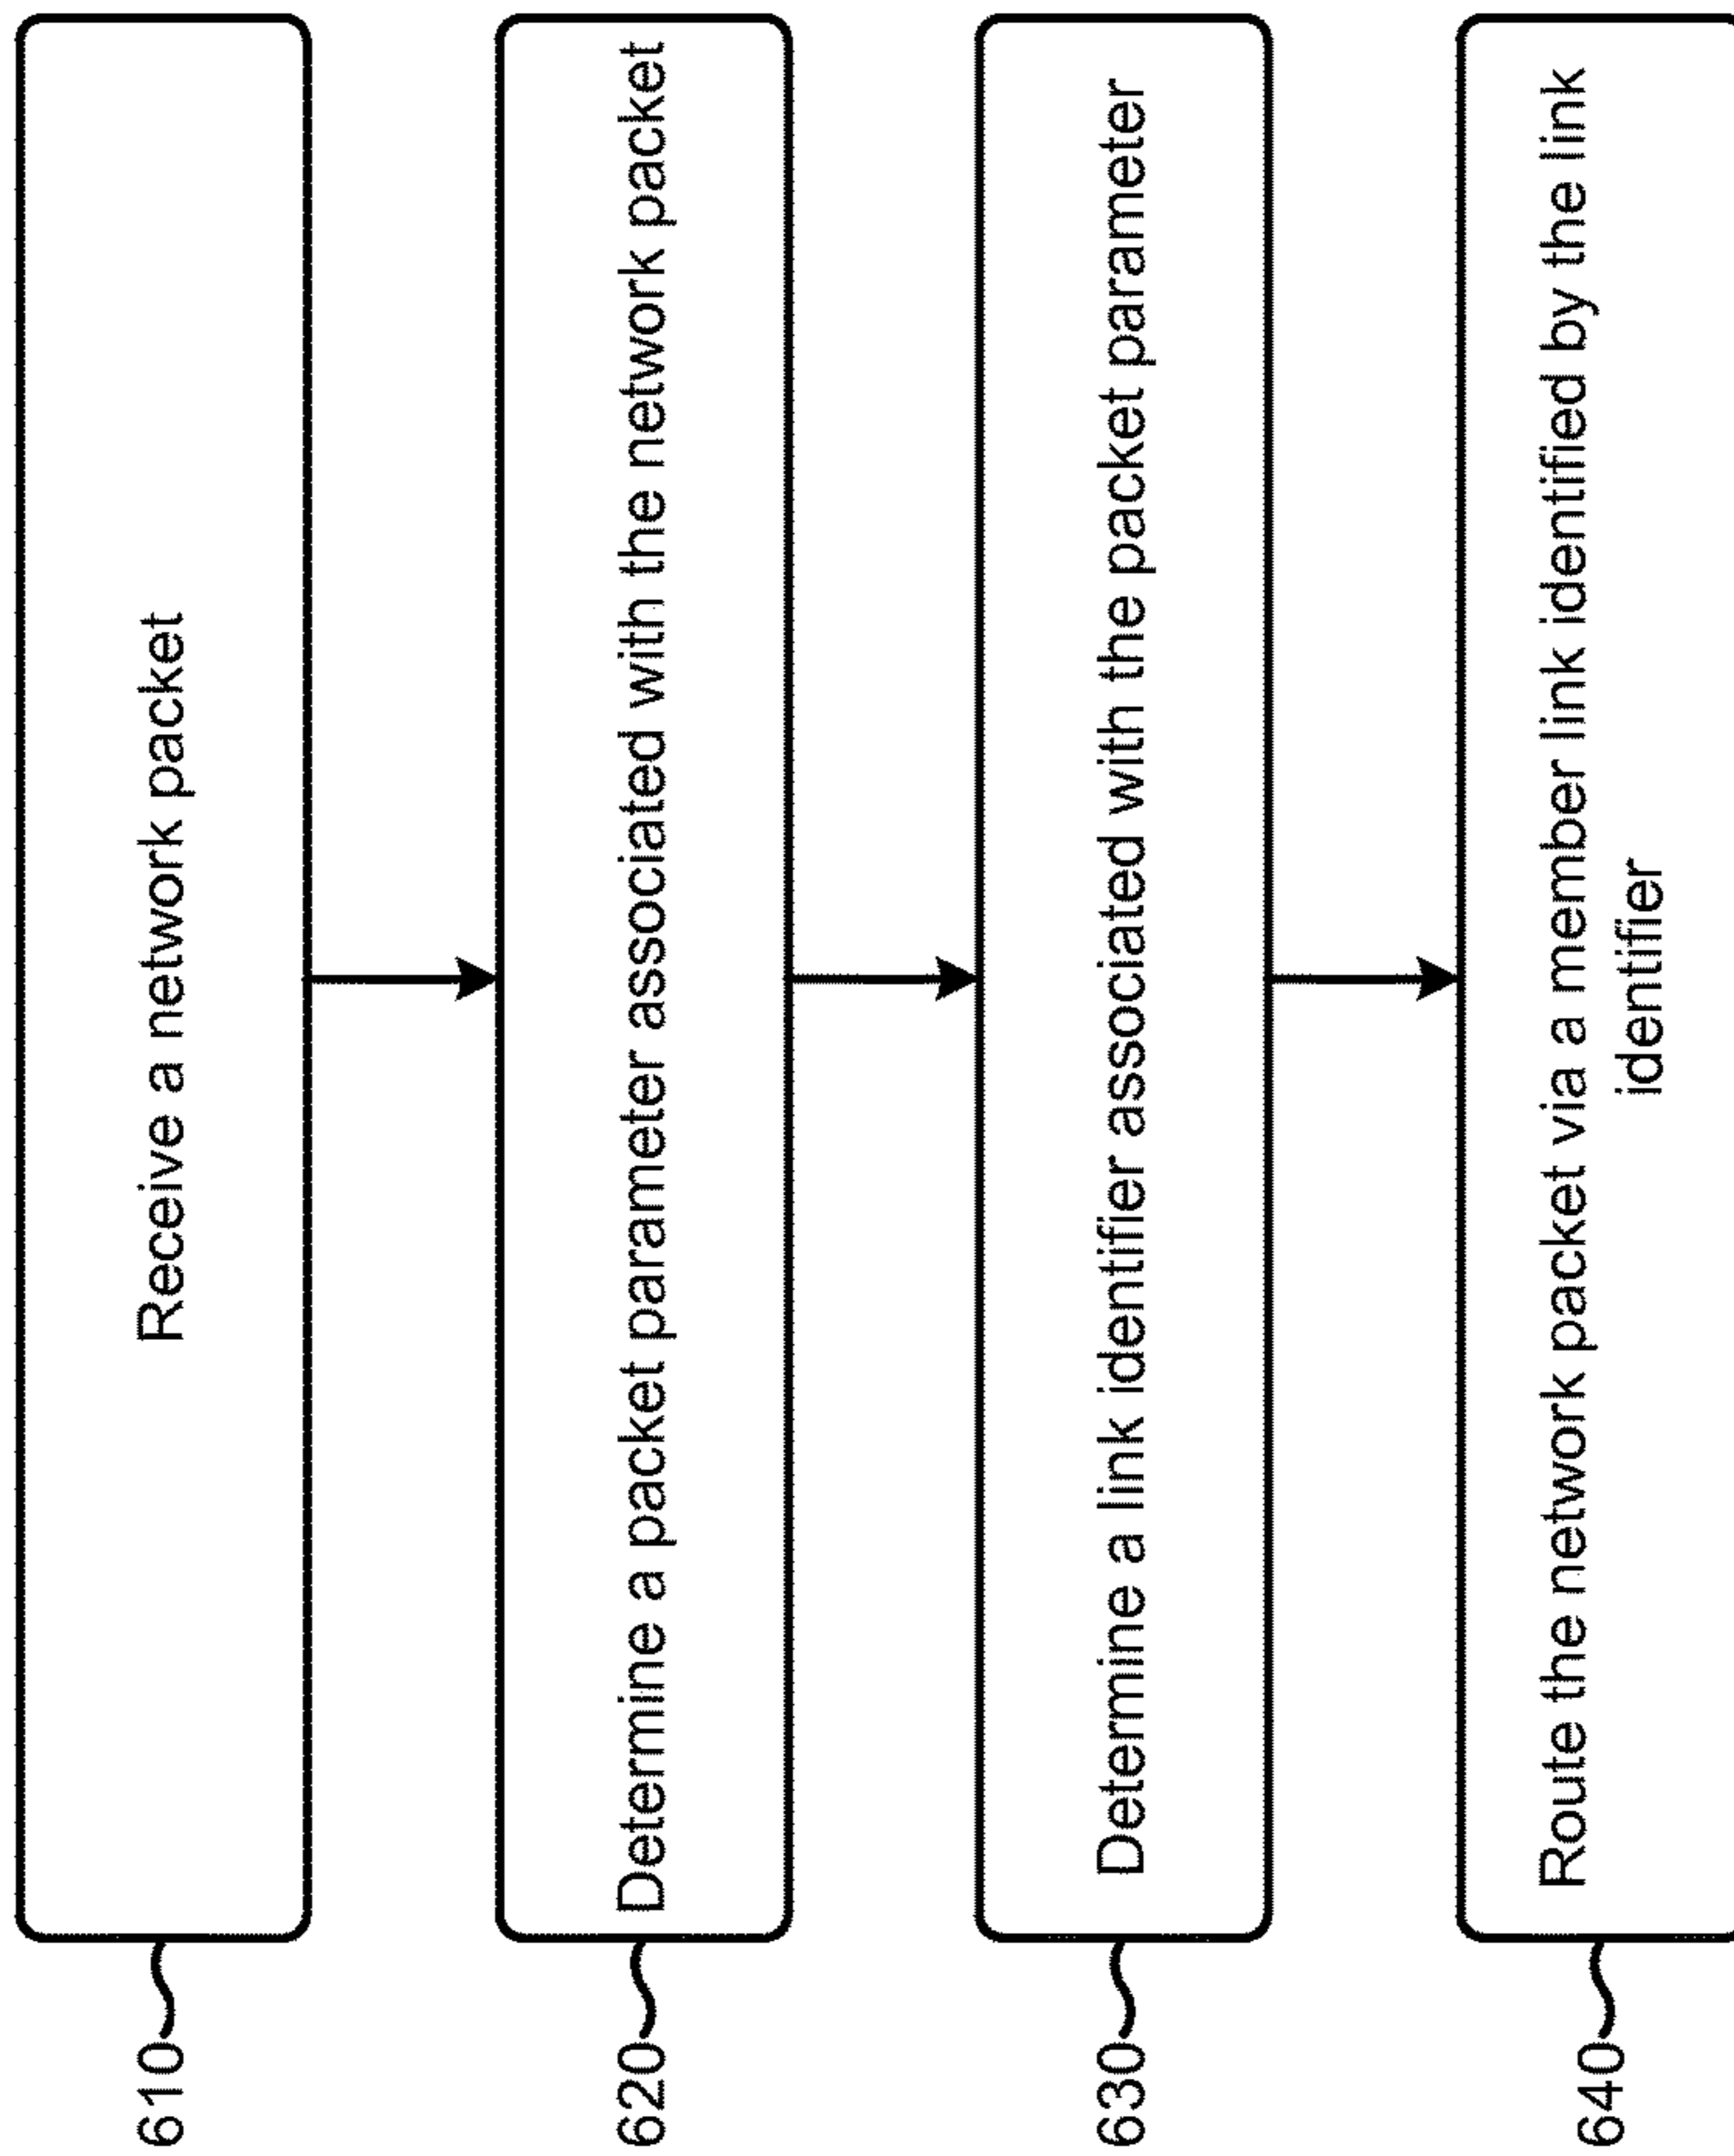 610
Receive a network packet
620
Determine a packet parameter associated with the network packet
630
Determine a link identifier associated with the packet parameter
640
Route the network packet via a member link identified by the link
identifier